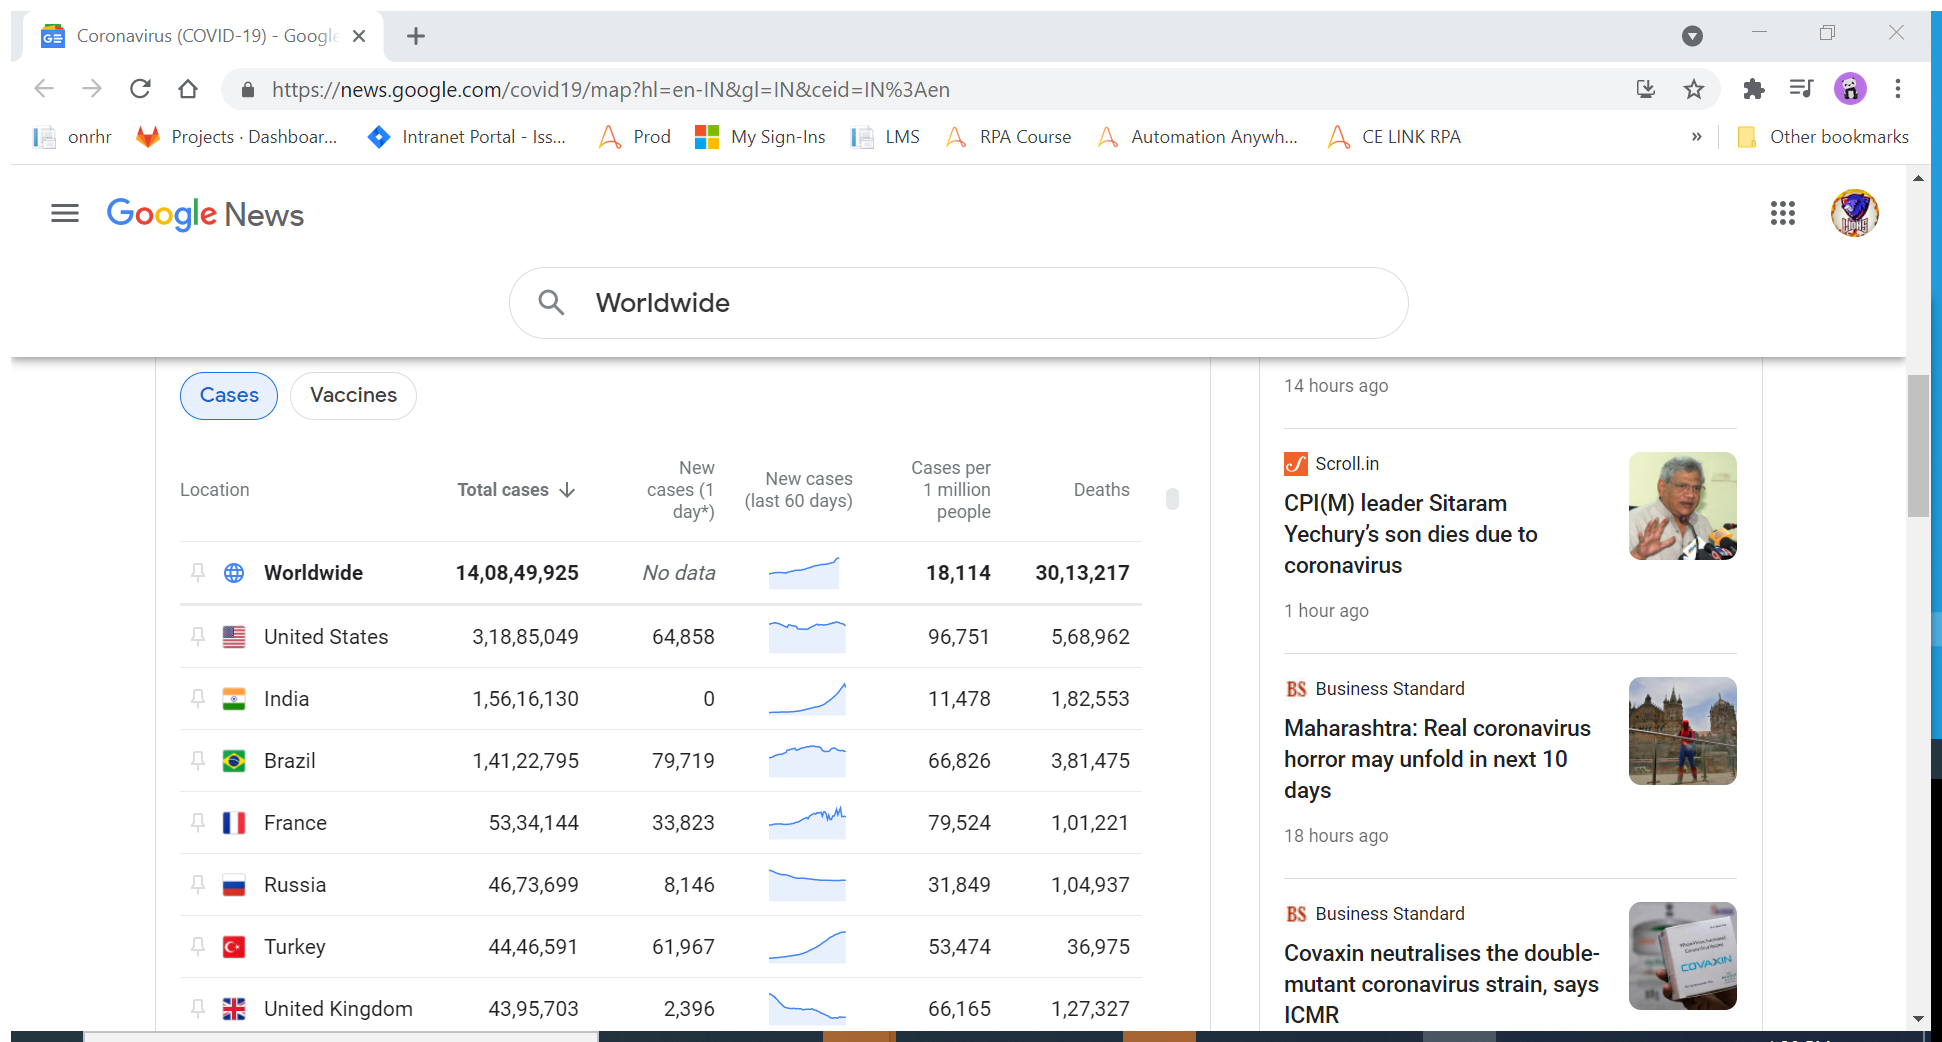 Coronavirus (COVID-19) - Google
https://news.google.com/covid19/map?hl=en-IN&gl=IN&ceid=IN%3Aen
onrhr Projects · Dashboar... Intranet Portal - Iss... Prod My Sign-Ins LMS RPA Course Automation Anywh... CE LINK RPA » Other bookmarks
Google News
Worldwide
Cases Vaccines
Location Total cases New cases (1 day*) New cases (last 60 days) Cases per 1 million people Deaths
Worldwide 14,08,49,925 No data 18,114 30,13,217
United States 3,18,85,049 64,858 96,751 5,68,962
India 1,56,16,130 0 11,478 1,82,553
Brazil 1,41,22,795 79,719 66,826 3,81,475
France 53,34,144 33,823 79,524 1,01,221
Russia 46,73,699 8,146 31,849 1,04,937
Turkey 44,46,591 61,967 53,474 36,975
United Kingdom 43,95,703 2,396 66,165 1,27,327
14 hours ago
Scroll.in
CPI(M) leader Sitaram
Yechury's son dies due to
coronavirus
1 hour ago
BS Business Standard
Maharashtra: Real coronavirus
horror may unfold in next 10
days
18 hours ago
BS Business Standard
Covaxin neutralises the double-
mutant coronavirus strain, says
ICMR
COVAXIN